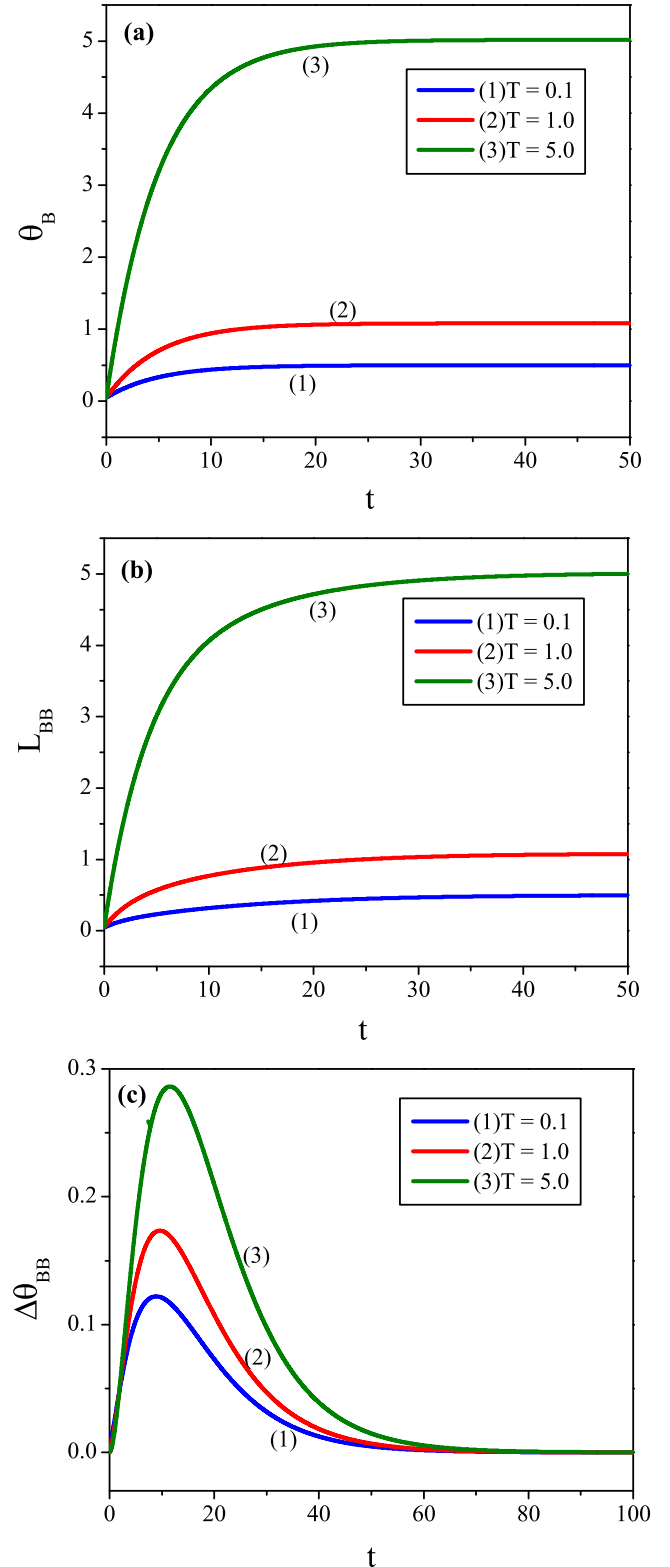 (a)
5
4
3
2
1
0
θB
(3)
(2)
(1)
(1)T = 0.1
(2)T = 1.0
(3)T = 5.0
0 10 20 30 40 50
t
(b)
5
4
3
2
1
0
LBB
(3)
(2)
(1)
(1)T = 0.1
(2)T = 1.0
(3)T = 5.0
0 10 20 30 40 50
t
(c)
0.3
0.2
0.1
0.0
ΔθBB
(3)
(2)
(1)
(1)T = 0.1
(2)T = 1.0
(3)T = 5.0
0 20 40 60 80 100
t